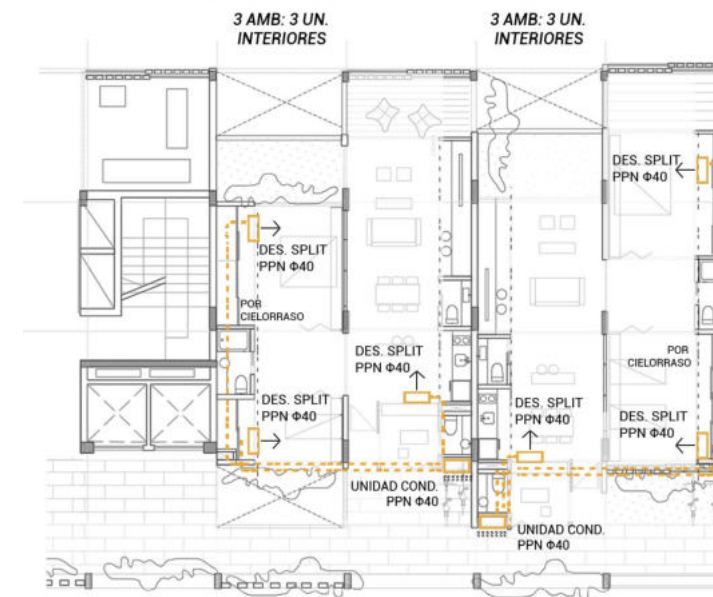 3 AMB: 3 UN.
INTERIORES
3 AMB: 3 UN.
INTERIORES
DES. SPLIT
PPN Φ40
DES. SPLIT
PPN Φ40
POR
CIELORRASO
DES. SPLIT
PPN Φ40
POR
CIELORRASO
DES. SPLIT
PPN Φ40
DES. SPLIT
PPN Φ40
DES. SPLIT
PPN Φ40
UNIDAD COND.
PPN Φ40
UNIDAD COND.
PPN Φ40